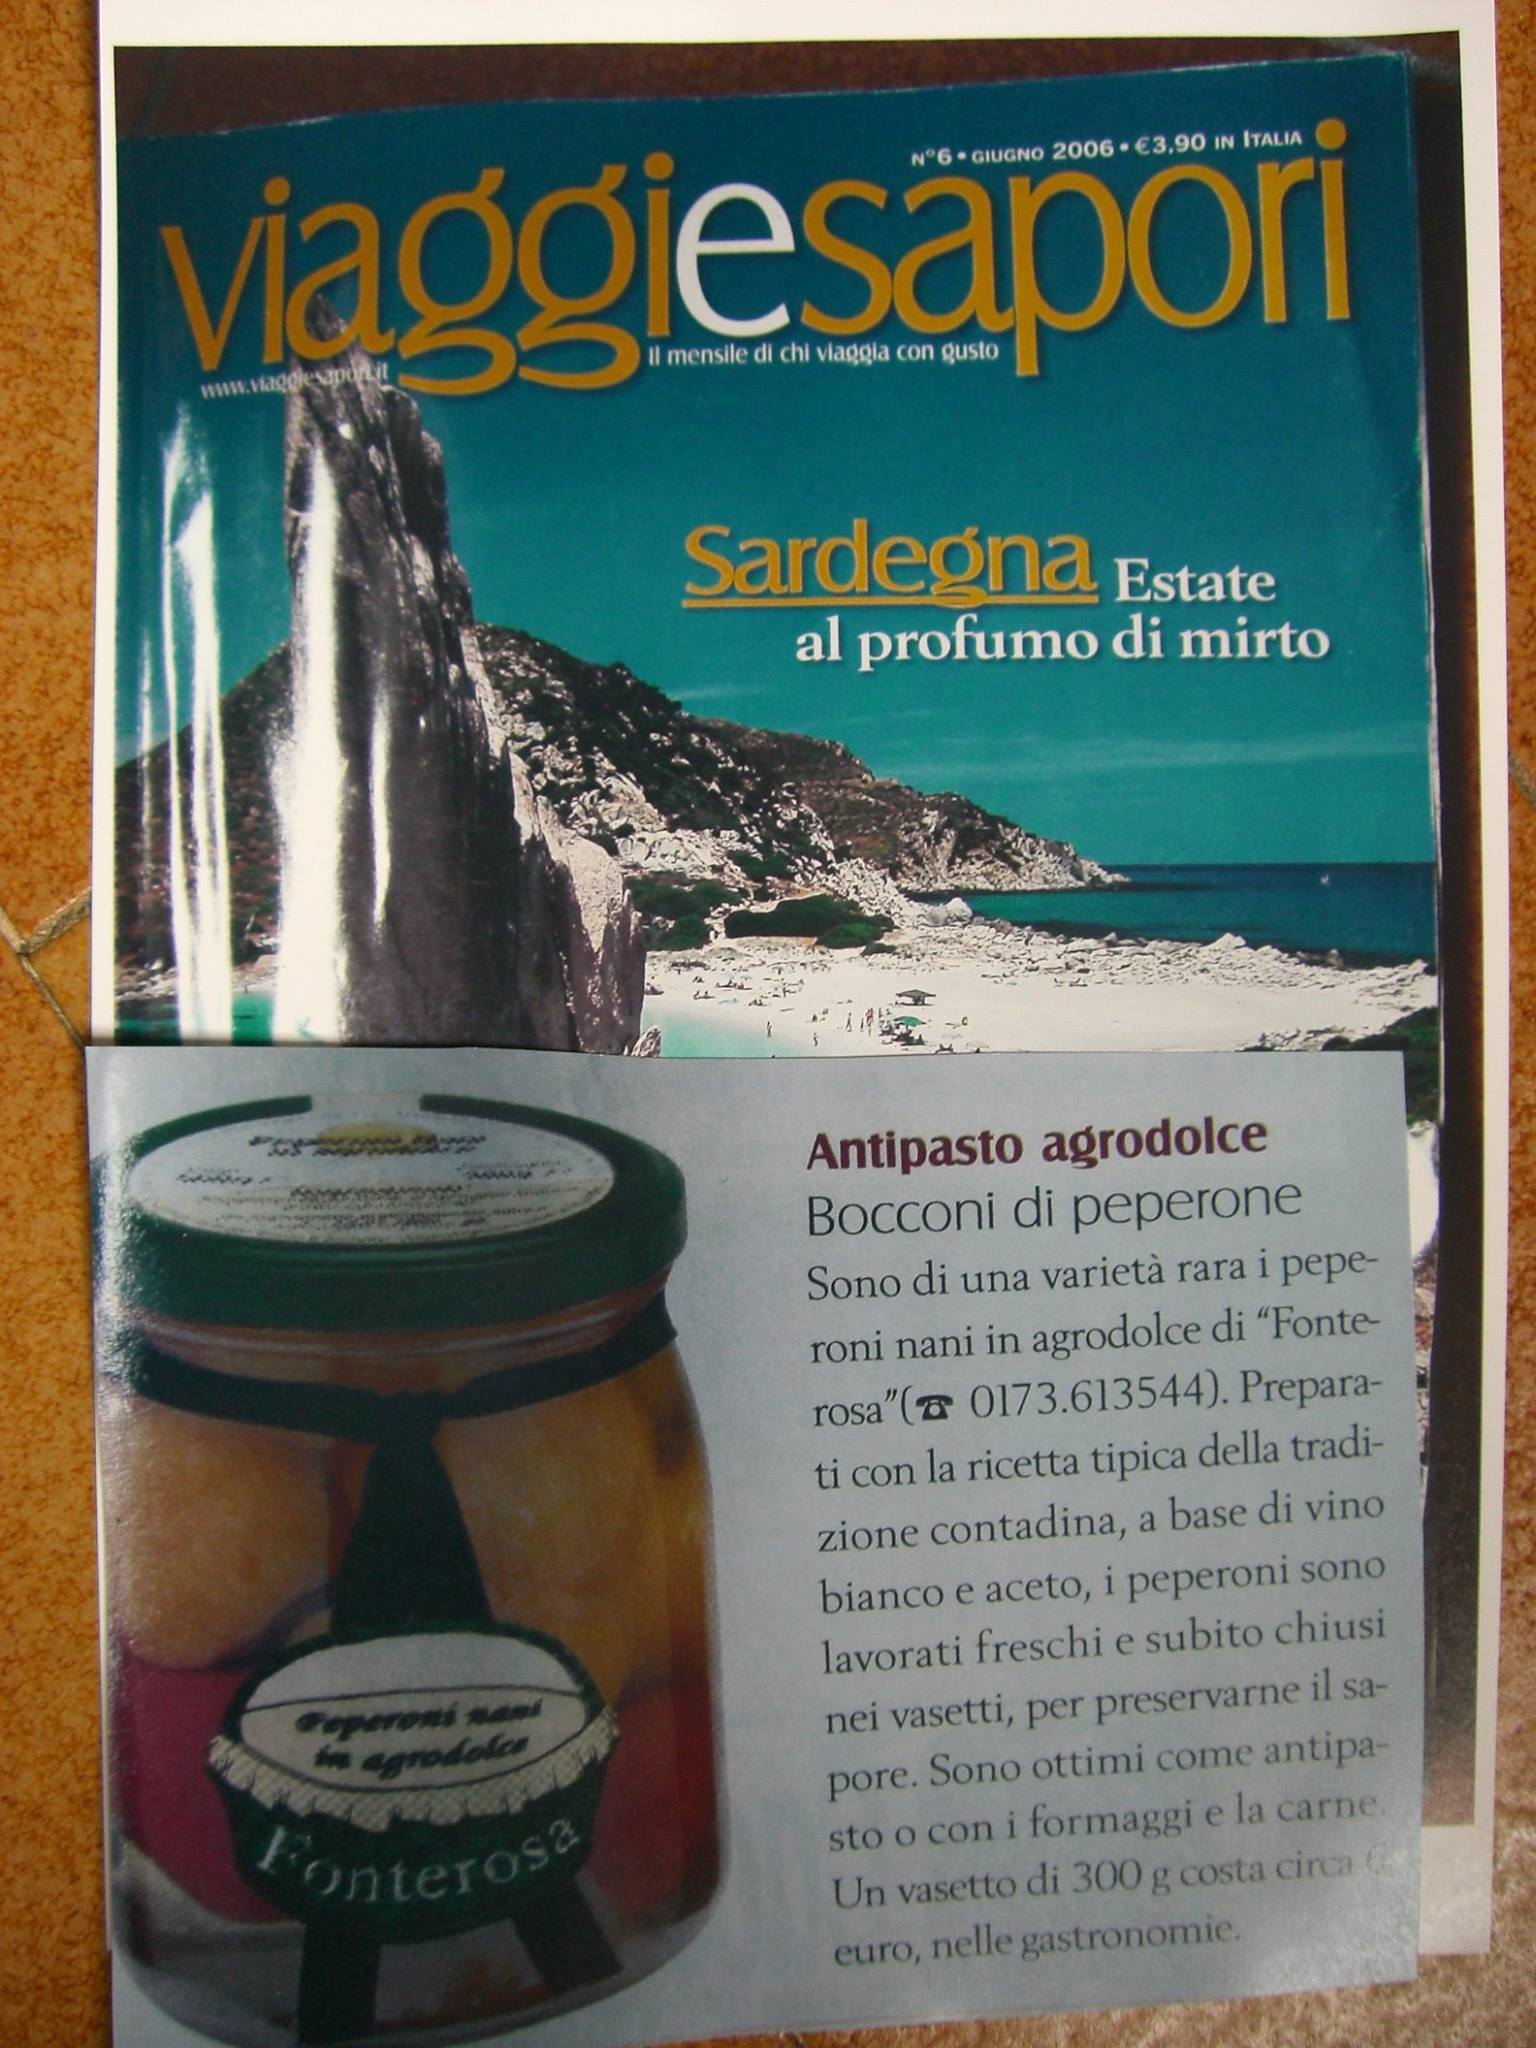 N°6 • GIUGNO 2006 • €3,90 IN ITALIA
viaggiesapori
Il mensile di chi viaggia con gusto
www.viaggiesapori.it
Sardegna Estate
al profumo di mirto
Antipasto agrodolce
Bocconi di peperone
Sono di una varietà rara i pepe-
roni nani in agrodolce di “Fonte-
rosa”(☎ 0173.613544). Prepara-
ti con la ricetta tipica della tradi-
zione contadina, a base di vino
bianco e aceto, i peperoni sono
lavorati freschi e subito chiusi
nei vasetti, per preservarne il sa-
pore. Sono ottimi come antipa-
sto o con i formaggi e la carne.
Un vasetto di 300 g costa circa 6
euro, nelle gastronomie.
Peperoni nani
in agrodolce
Fonterosa